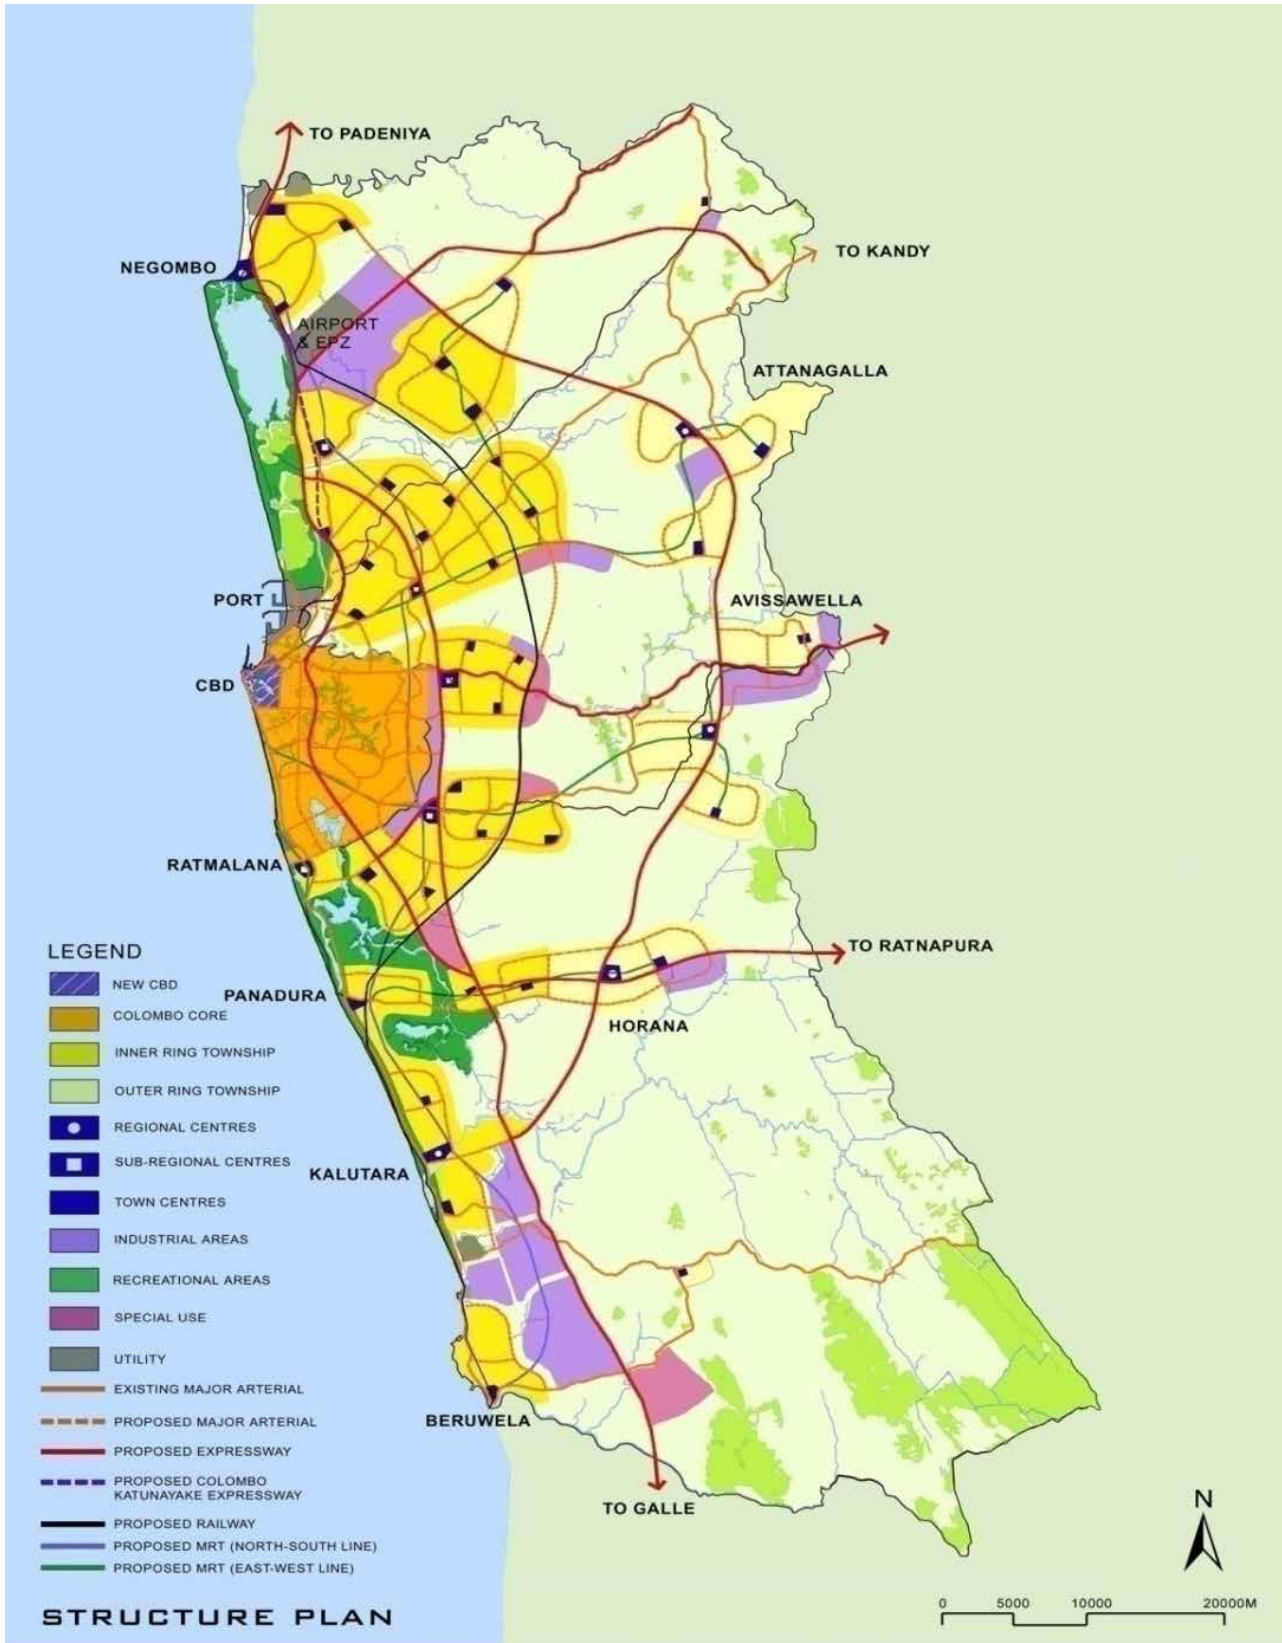 TO PADENIYA
TO KANDY
NEGOMBO
AIRPORT
& EPZ
ATTANAGALLA
PORT
AVISSAWELLA
CBD
RATMALANA
LEGEND
NEW CBD
COLOMBO CORE
INNER RING TOWNSHIP
OUTER RING TOWNSHIP
REGIONAL CENTRES
SUB-REGIONAL CENTRES
TOWN CENTRES
INDUSTRIAL AREAS
RECREATIONAL AREAS
SPECIAL USE
UTILITY
EXISTING MAJOR ARTERIAL
PROPOSED MAJOR ARTERIAL
PROPOSED EXPRESSWAY
PROPOSED COLOMBO
KATUNAYAKE EXPRESSWAY
PROPOSED RAILWAY
PROPOSED MRT (NORTH-SOUTH LINE)
PROPOSED MRT (EAST-WEST LINE)
STRUCTURE PLAN
TO RATNAPURA
PANADURA
HORANA
KALUTARA
BERUWELA
TO GALLE
N
0 5000 10000 20000M